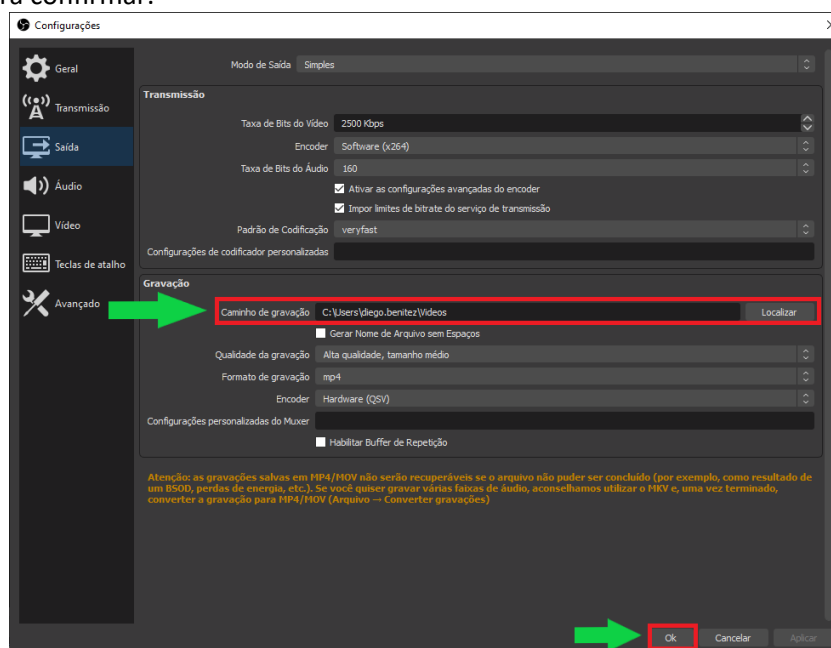 Configurações
Geral
Transmissão
Saída
Áudio
Vídeo
Teclas de atalho
Avançado
Modo de Saída Simples
Transmissão
Taxa de Bits do Vídeo 2500 Kbps
Encoder Software (x264)
Taxa de Bits do Áudio 160
Ativar as configurações avançadas do encoder
Impor limites de bitrate do serviço de transmissão
Padrão de Codificação veryfast
Configurações de codificador personalizadas
Gravação
Caminho de gravação C:\Users\diego.benitez\Videos Localizar
Gerar Nome de Arquivo sem Espaços
Qualidade da gravação Alta qualidade, tamanho médio
Formato de gravação mp4
Encoder Hardware (QSV)
Configurações personalizadas do Muxer
Habilitar Buffer de Repetição
Atenção: as gravações salvas em MP4/MOV não serão recuperáveis se o arquivo não puder ser concluído (por exemplo, como resultado de
um BSOD, perdas de energia, etc.). Se você quiser gravar várias faixas de áudio, aconselhamos utilizar o MKV e, uma vez terminado,
converter a gravação para MP4/MOV (Arquivo → Converter gravações)
Ok Cancelar Aplicar